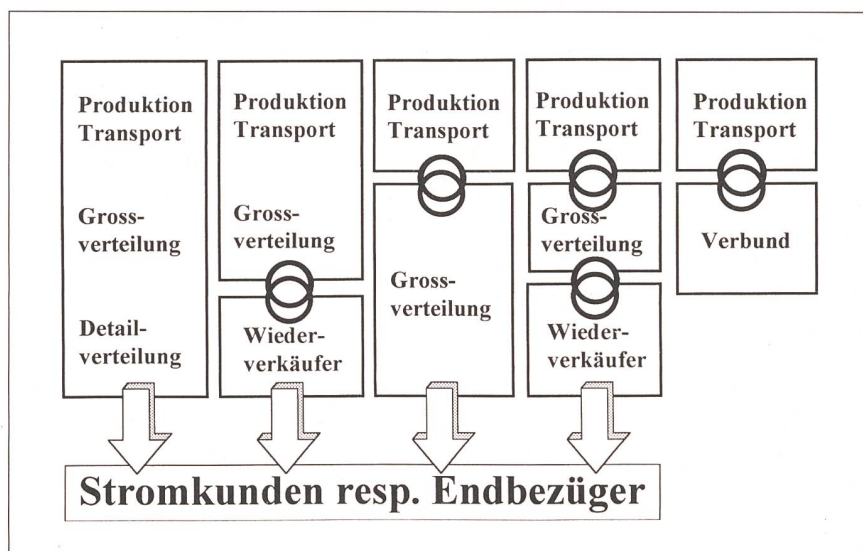 Produktion
Transport
Gross-
verteilung
Detail-
verteilung
Produktion
Transport
Gross-
verteilung
Wieder-
verkäufer
Produktion
Transport
Gross-
verteilung
Produktion
Transport
Gross-
verteilung
Wieder-
verkäufer
Produktion
Transport
Verbund
Stromkunden resp. Endbezüger